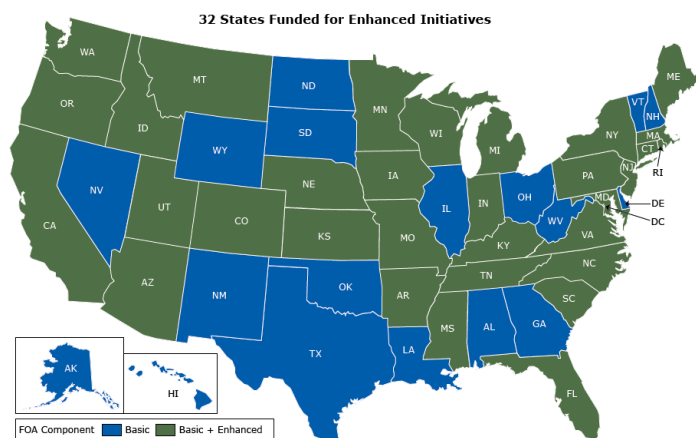 32 States Funded for Enhanced Initiatives
WA
MT
ND
MN
ME
VT
NH
OR
ID
SD
WI
MI
NY
MA
CT
RI
WY
IA
PA
NJ
NV
NE
IL
IN
OH
MD
DE
DC
UT
CO
KS
MO
WV
VA
KY
CA
NC
TN
AZ
NM
OK
AR
SC
MS
AL
GA
TX
LA
AK
HI
FL
FOA Component Basic Basic + Enhanced